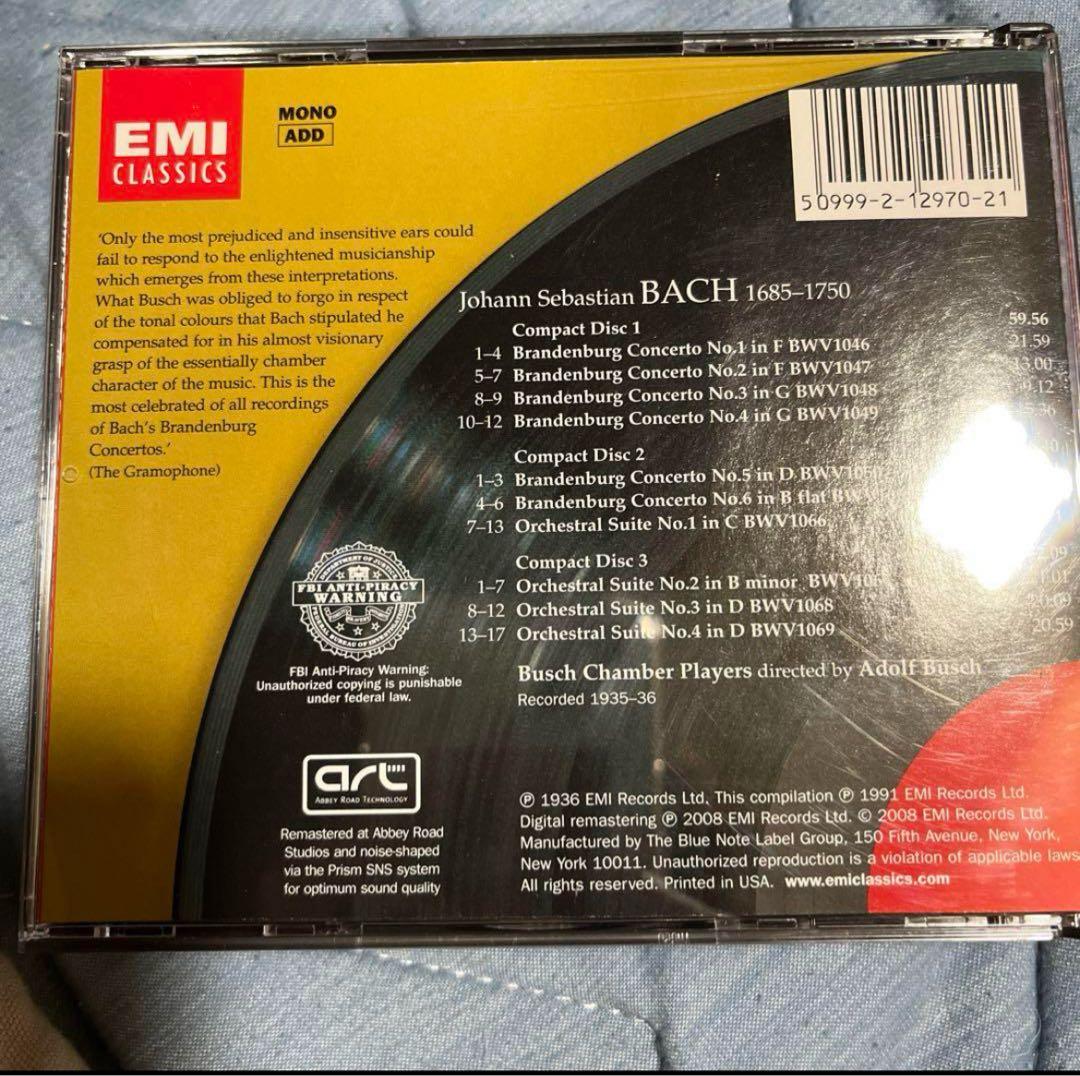 EMI
CLASSICS
MONO
ADD
5 0999-2-12970-2 1
'Only the most prejudiced and insensitive ears could
fail to respond to the enlightened musicianship
which emerges from these interpretations.
What Busch was obliged to forgo in respect
of the tonal colours that Bach stipulated he
compensated for in his almost visionary
grasp of the essentially chamber
character of the music. This is the
most celebrated of all recordings
of Bach's Brandenburg
Concertos.'
(The Gramophone)
Johann Sebastian BACH 1685–1750
Compact Disc 1 59.56
1–4 Brandenburg Concerto No.1 in F BWV1046 21.59
5–7 Brandenburg Concerto No.2 in F BWV1047 13.00
8–9 Brandenburg Concerto No.3 in G BWV1048
10–12 Brandenburg Concerto No.4 in G BWV1049
Compact Disc 2
1–3 Brandenburg Concerto No.5 in D
4–6 Brandenburg Concerto No.6 in B flat
7–13 Orchestral Suite No.1 in C BWV1066
Compact Disc 3
1–7 Orchestral Suite No.2 in B minor
8–12 Orchestral Suite No.3 in D BWV1068
13–17 Orchestral Suite No.4 in D BWV1069 20.59
Busch Chamber Players directed by Adolf Busch
Recorded 1935–36
DEPARTMENT OF JUSTICE
FBI ANTI-PIRACY
WARNING
FEDERAL BUREAU OF INVESTIGATION
FBI Anti-Piracy Warning:
Unauthorized copying is punishable
under federal law.
art
ABBEY ROAD TECHNOLOGY
Remastered at Abbey Road
Studios and noise-shaped
via the Prism SNS system
for optimum sound quality
℗ 1936 EMI Records Ltd. This compilation ℗ 1991 EMI Records Ltd.
Digital remastering ℗ 2008 EMI Records Ltd. © 2008 EMI Records Ltd.
Manufactured by The Blue Note Label Group, 150 Fifth Avenue, New York,
New York 10011. Unauthorized reproduction is a violation of applicable laws.
All rights reserved. Printed in USA. www.emiclassics.com